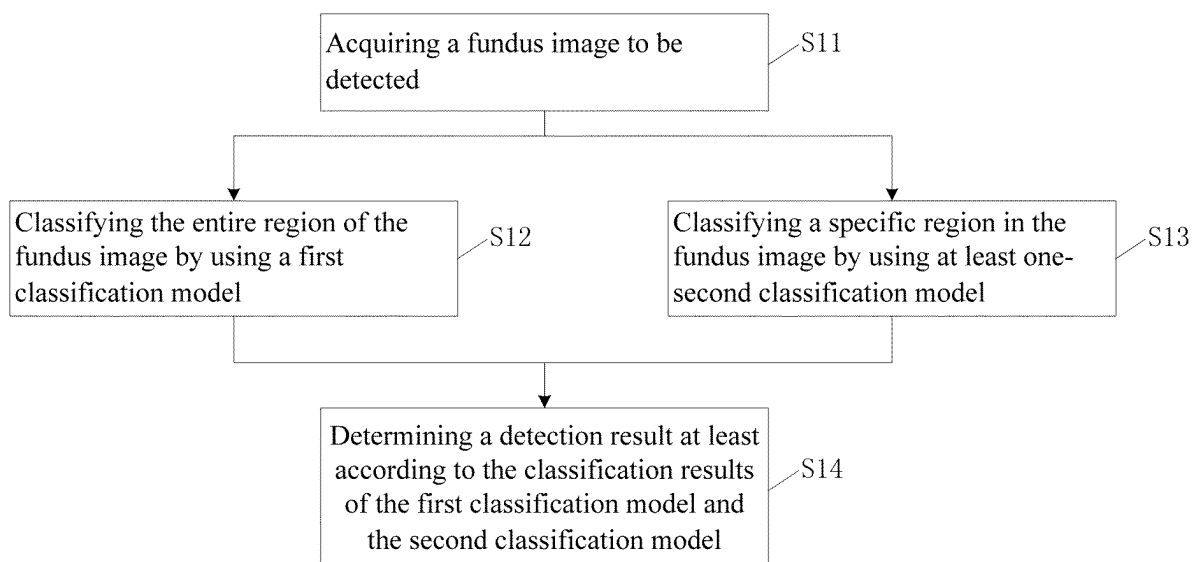 Acquiring a fundus image to be
detected
S11
Classifying the entire region of the
fundus image by using a first
classification model
S12
Classifying a specific region in the
fundus image by using at least one-
second classification model
S13
Determining a detection result at least
according to the classification results
of the first classification model and
the second classification model
S14